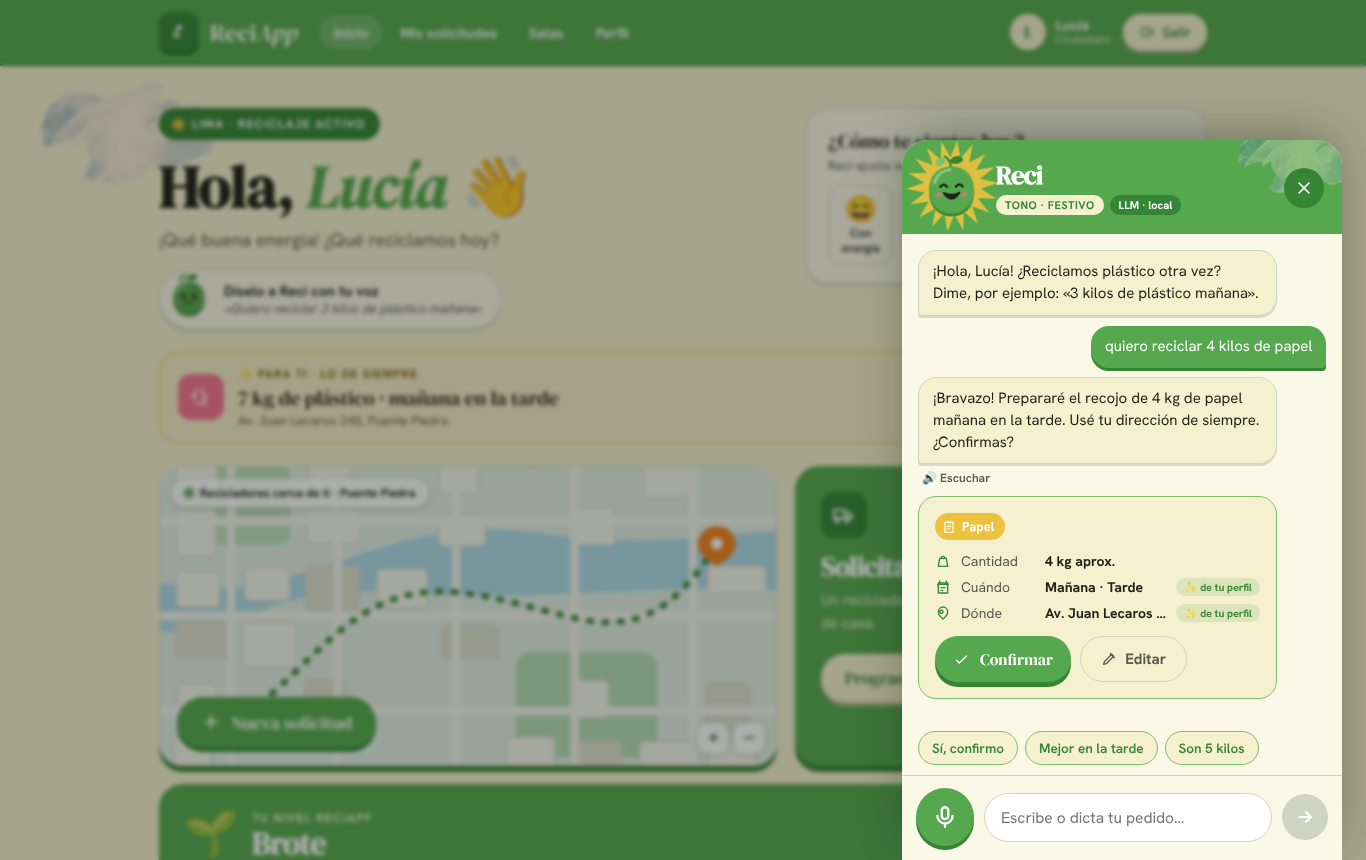 ReciApp
Inicio
Mis solicitudes
Salas
Perfil
L
Lucía
Ciudadano
Salir
LIMA · RECICLAJE ACTIVO
Hola, Lucía
¡Qué buena energía! ¿Qué reciclamos hoy?
Díselo a Reci con tu voz
«Quiero reciclar 3 kilos de plástico mañana»
¿Cómo te sientes hoy?
Reci ajusta
Con
energía
PARA TI · LO DE SIEMPRE
7 kg de plástico · mañana en la tarde
Av. Juan Lecaros 245, Puente Piedra
Recicladores cerca de ti · Puente Piedra
Nueva solicitud
+
−
Solicita
Un reciclad
de casa.
Program
TU NIVEL RECIAPP
Brote
Reci
TONO · FESTIVO
LLM · local
¡Hola, Lucía! ¿Reciclamos plástico otra vez?
Dime, por ejemplo: «3 kilos de plástico mañana».
quiero reciclar 4 kilos de papel
¡Bravazo! Prepararé el recojo de 4 kg de papel
mañana en la tarde. Usé tu dirección de siempre.
¿Confirmas?
Escuchar
Papel
Cantidad 4 kg aprox.
Cuándo Mañana · Tarde ✨ de tu perfil
Dónde Av. Juan Lecaros ... ✨ de tu perfil
Confirmar
Editar
Sí, confirmo
Mejor en la tarde
Son 5 kilos
Escribe o dicta tu pedido...